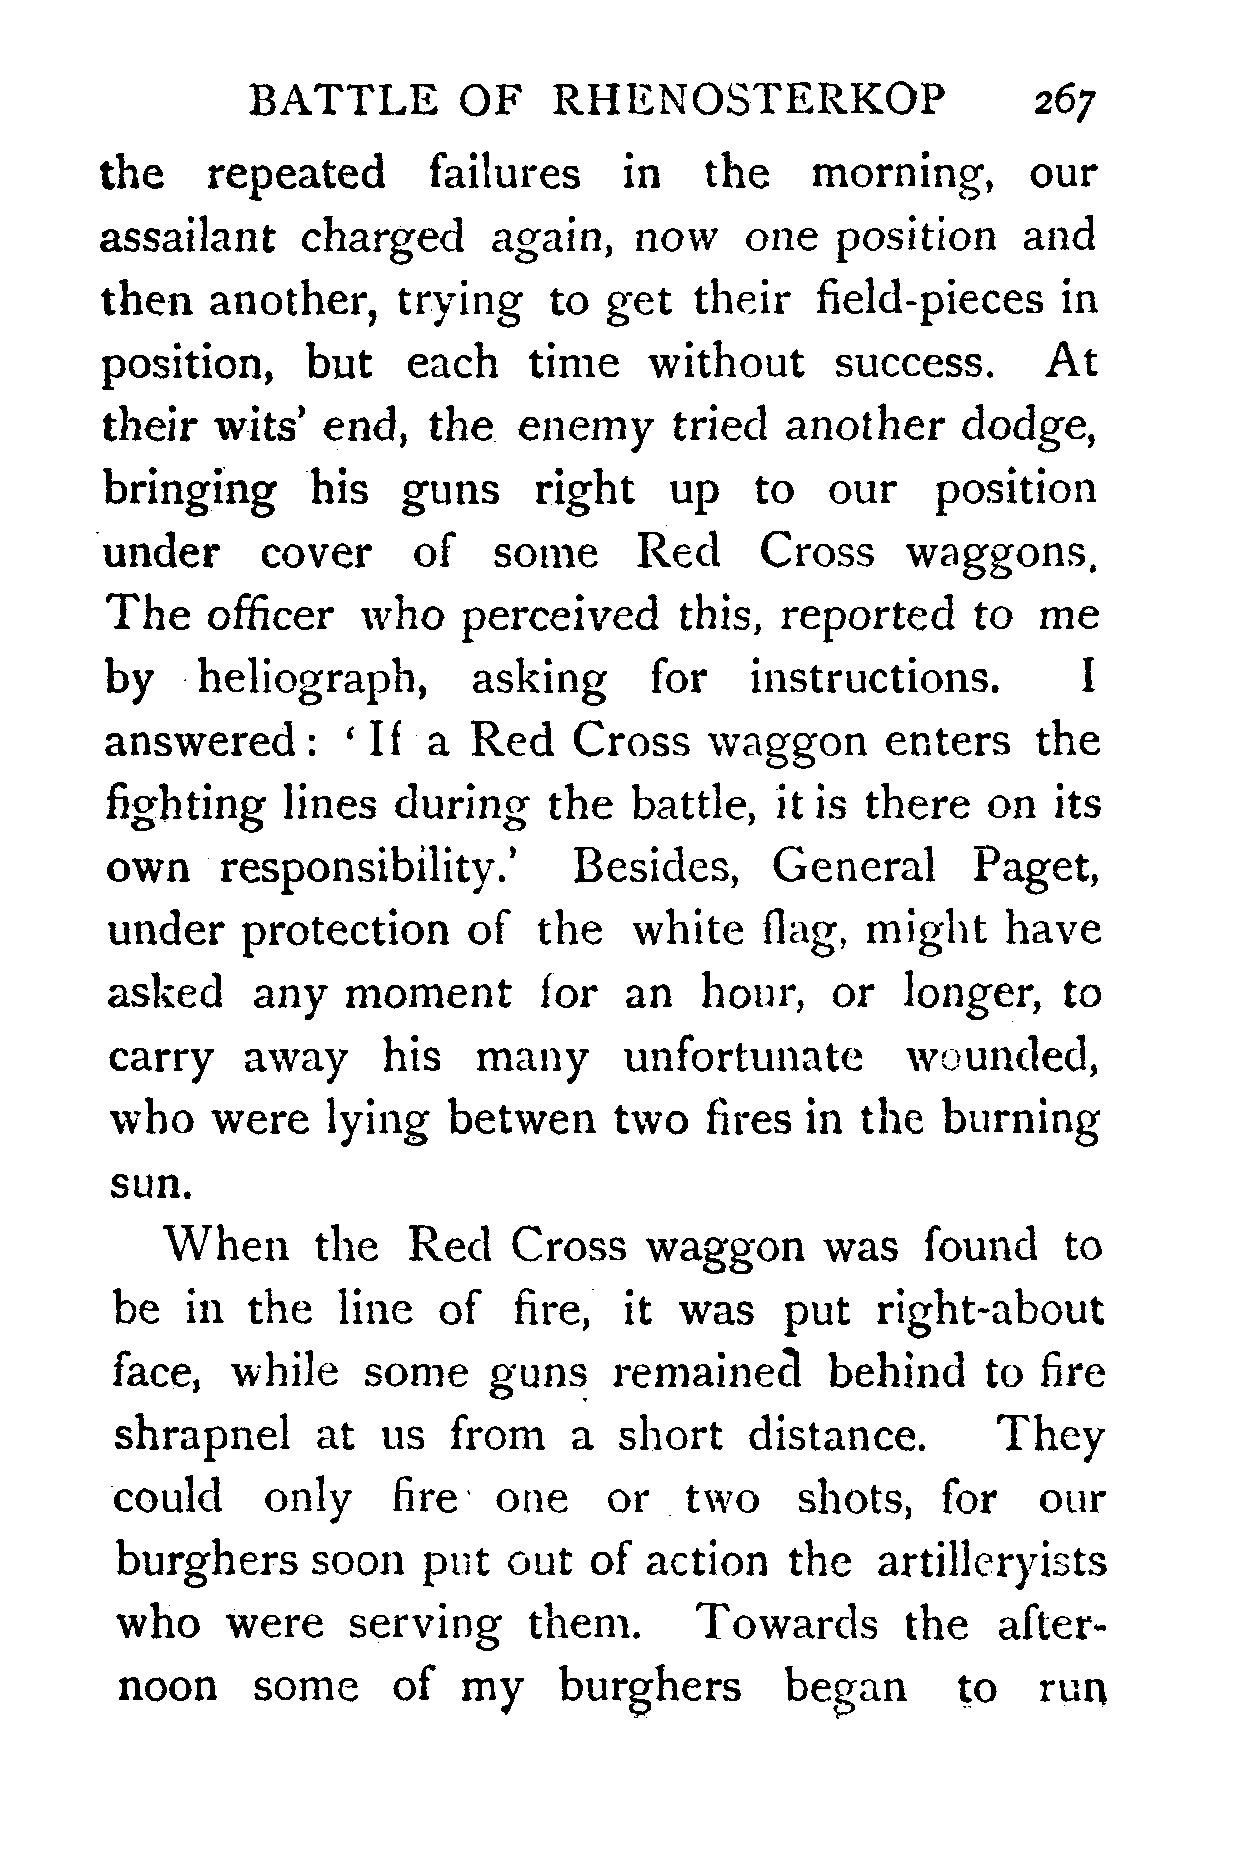 BATTLE OF RHENOSTERKOP 267
the repeated failures in the morning, our
assailant charged again, now one position and
then another, trying to get their field-pieces in
position, but each time without success. At
their wits' end, the enemy tried another dodge,
bringing his guns right up to our position
under cover of some Red Cross waggons.
The officer who perceived this, reported to me
by heliograph, asking for instructions. I
answered : ‘ If a Red Cross waggon enters the
fighting lines during the battle, it is there on its
own responsibility.’ Besides, General Paget,
under protection of the white flag, might have
asked any moment for an hour, or longer, to
carry away his many unfortunate wounded,
who were lying betwen two fires in the burning
sun.
When the Red Cross waggon was found to
be in the line of fire, it was put right-about
face, while some guns remained behind to fire
shrapnel at us from a short distance. They
could only fire one or two shots, for our
burghers soon put out of action the artilleryists
who were serving them. Towards the after-
noon some of my burghers began to run